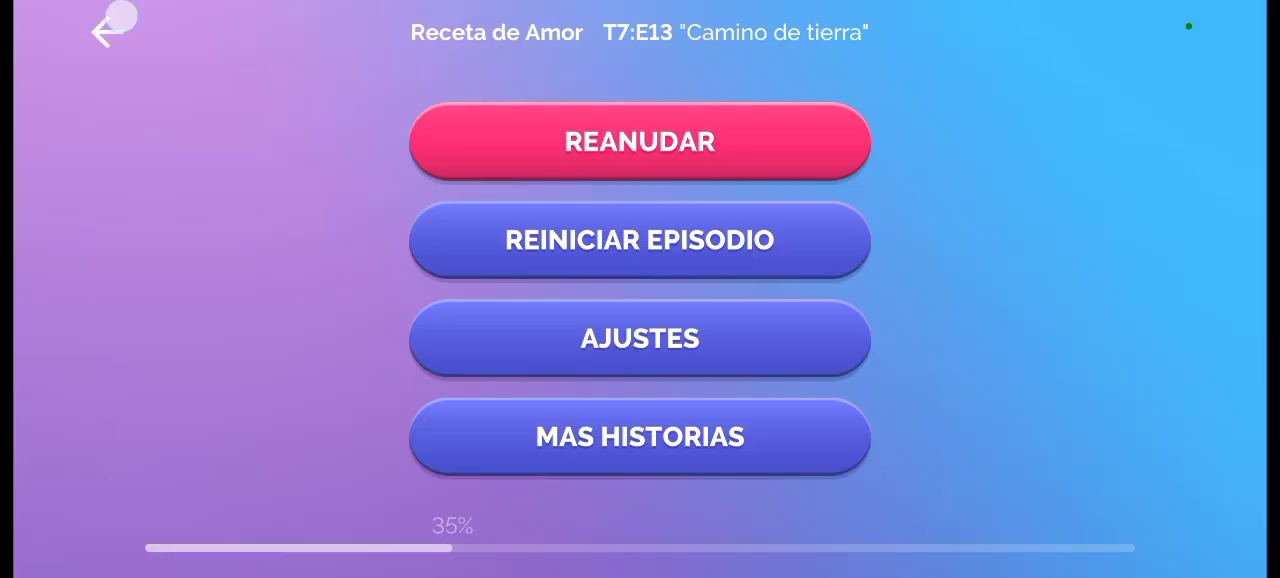 Receta de Amor T7:E13 "Camino de tierra"
REANUDAR
REINICIAR EPISODIO
AJUSTES
MAS HISTORIAS
35%